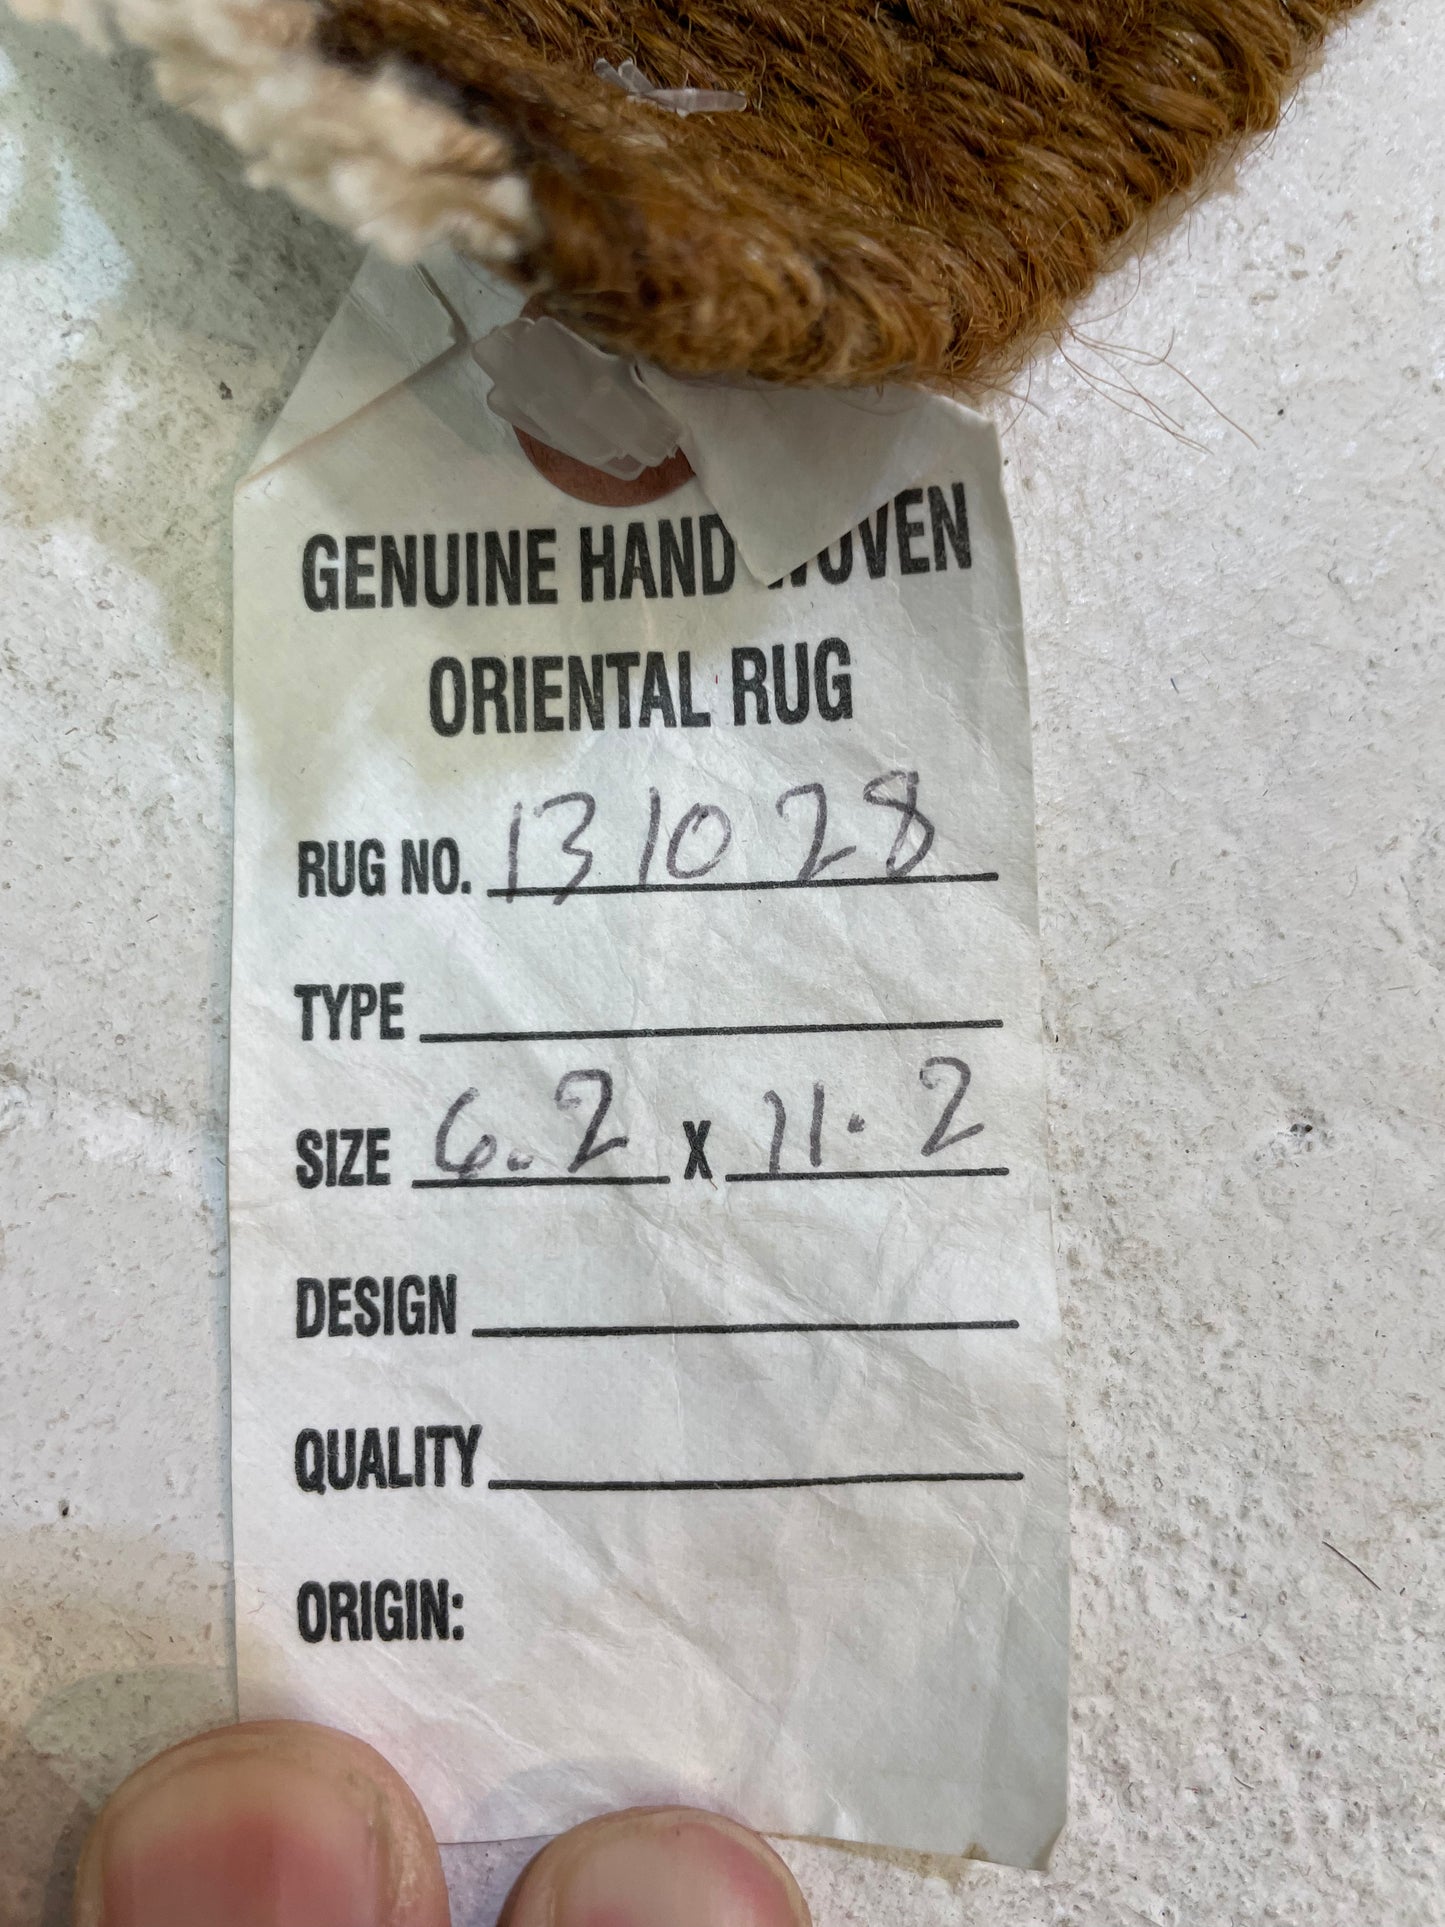 GENUINE HAND WOVEN
ORIENTAL RUG
RUG NO. 131028
TYPE
SIZE 6.2 X 11.2
DESIGN
QUALITY
ORIGIN: